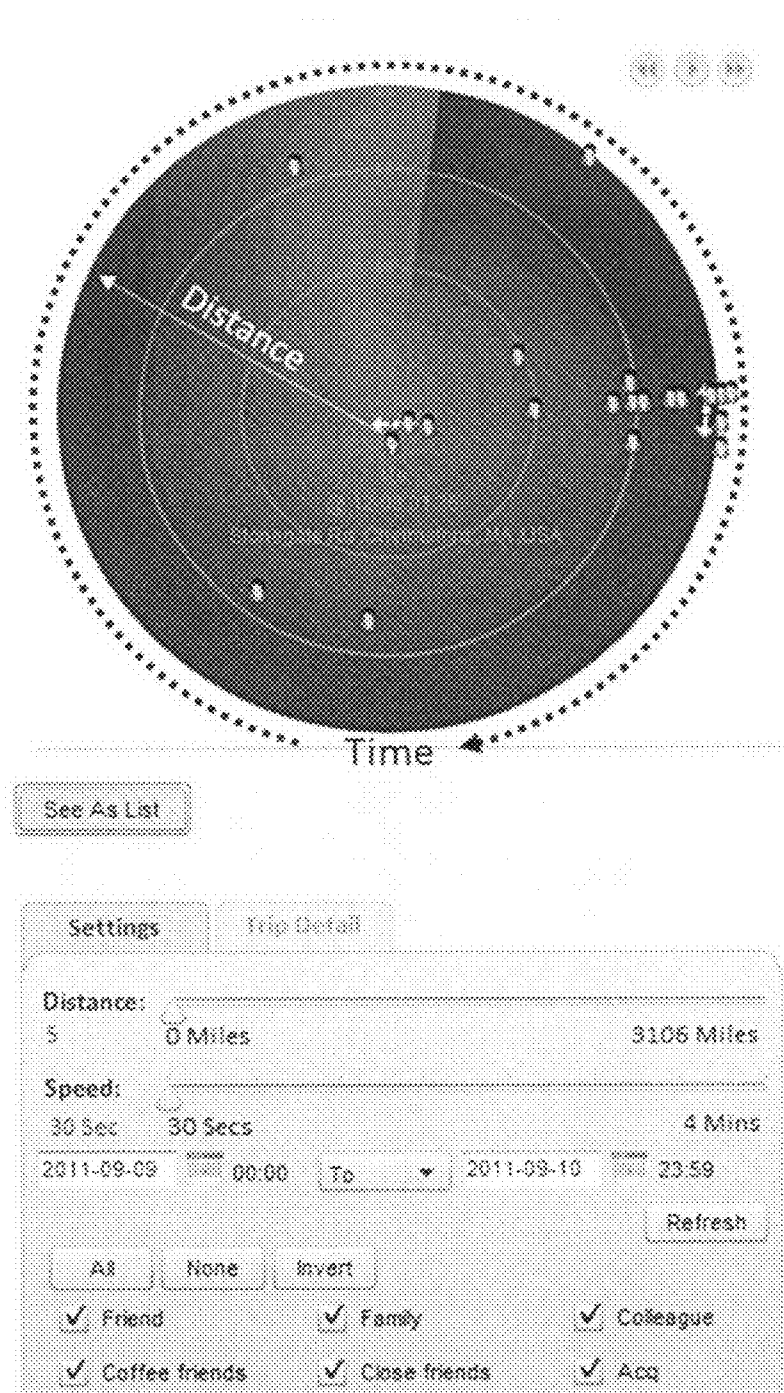 Distance
Time
See As List
Settings Trip Detail
Distance:
5 0 Miles 3106 Miles
Speed:
30 Sec 30 Secs 4 Mins
2011-09-09 00:00 To 2011-09-10 23:59
Refresh
All None Invert
Friend Family Colleague
Coffee friends Close friends Acq